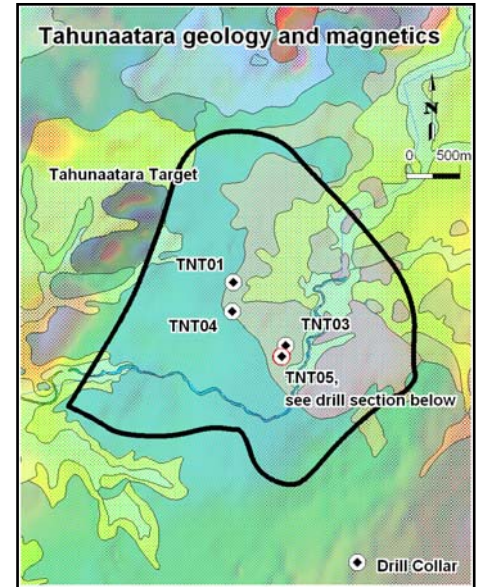 Tahunaatara geology and magnetics
N
0 500m
Tahunaatara Target
TNT01
TNT04
TNT03
TNT05,
see drill section below
Drill Collar